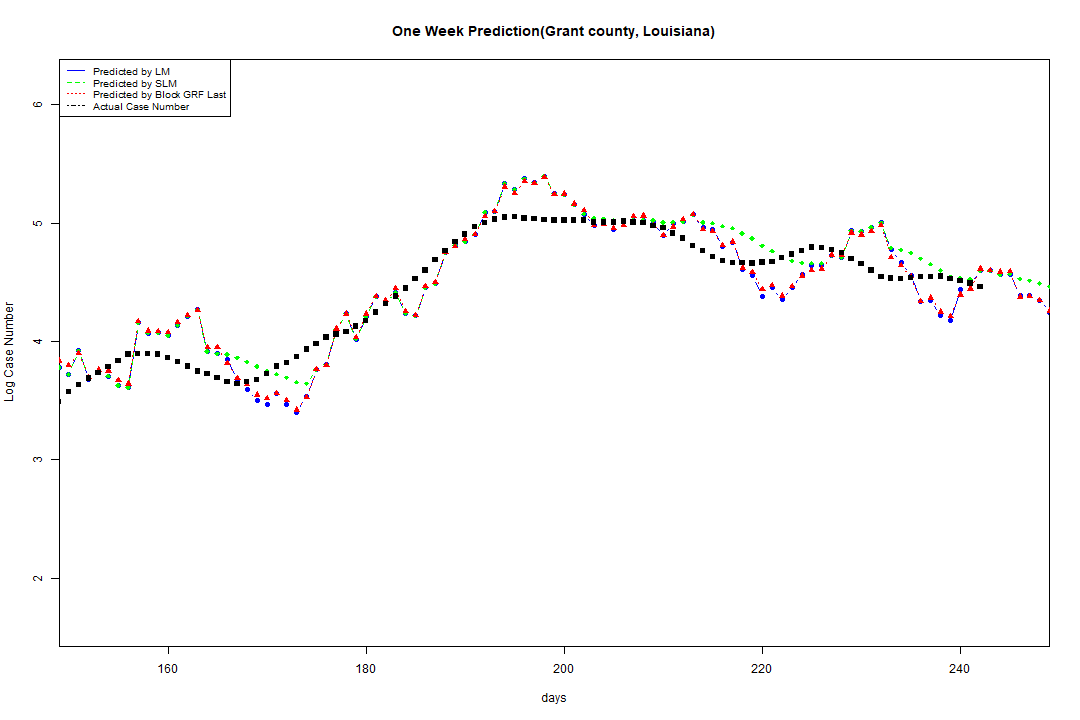 One Week Prediction(Grant county, Louisiana)
Predicted by LM
Predicted by SLM
Predicted by Block GRF Last
Actual Case Number
6
5
4
3
2
Log Case Number
160 180 200 220 240
days